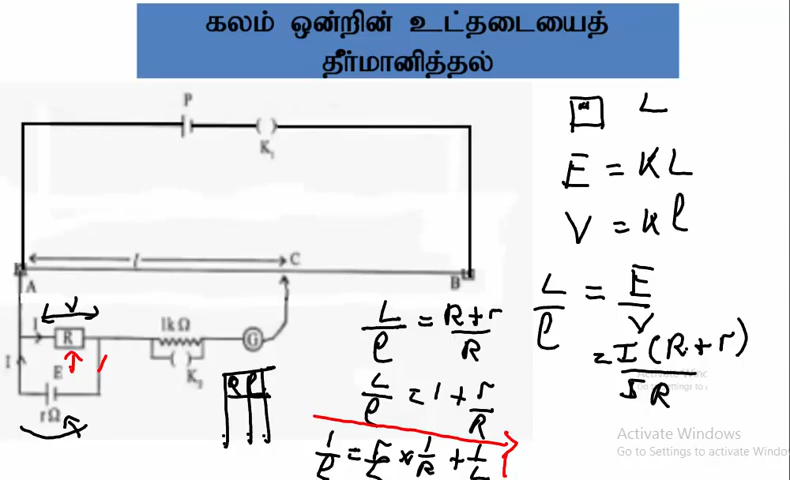 கலம் ஒன்றின் உட்தடையைத்
தீர்மானித்தல்
P
K₁
l
C
A
B
V
I
R
1kΩ
G
K₂
I
E
rΩ
R l
L
E = KL
V = Kl
L/l = E/V
= I(R+r)/IR
L/l = R+r/R
L/l = 1 + r/R
1/l = r/L × 1/R + 1/L
Activate Windows
Go to Settings to activate Windo